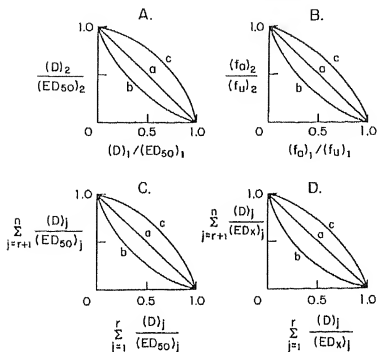 A.
1.0
(D)₂
(ED₅₀)₂
a
b
c
0
0.5
1.0
(D)₁/(ED₅₀)₁
B.
1.0
(fₐ)₂
(fᵤ)₂
a
b
c
0
0.5
1.0
(fₐ)₁/(fᵤ)₁
C.
1.0
n
Σ
j=r+1
(D)j
(ED₅₀)j
a
b
c
0
0.5
1.0
r
Σ
j=1
(D)j
(ED₅₀)j
D.
1.0
n
Σ
j=r+1
(D)j
(EDₓ)j
a
b
c
0
0.5
1.0
r
Σ
j=1
(D)j
(EDₓ)j